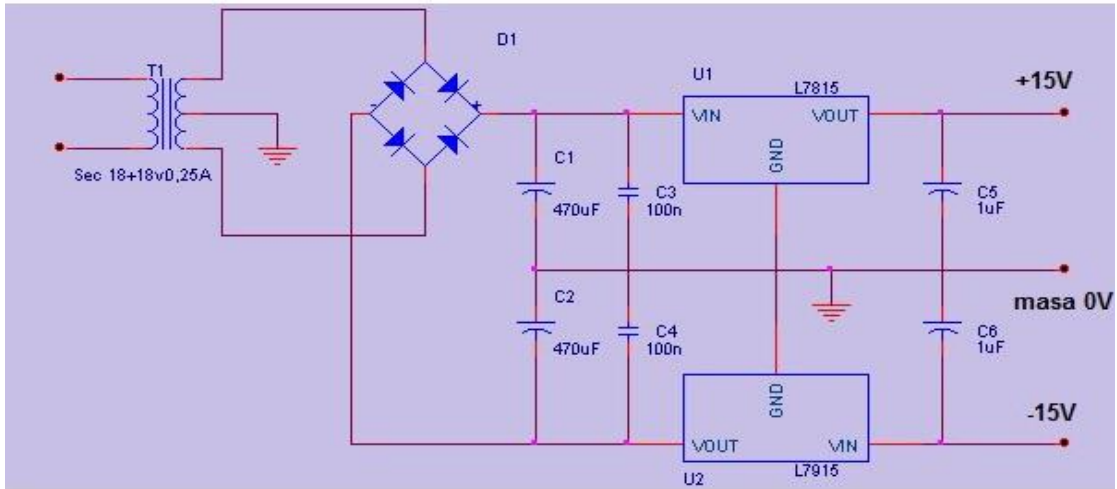 D1
T1
U1
L7815
+15V
-
+
VIN
VOUT
GND
Sec 18+18v0,25A
C1
470uF
C3
100n
C5
1uF
masa 0V
C2
470uF
C4
100n
C6
1uF
GND
-15V
VOUT
VIN
U2
L7915